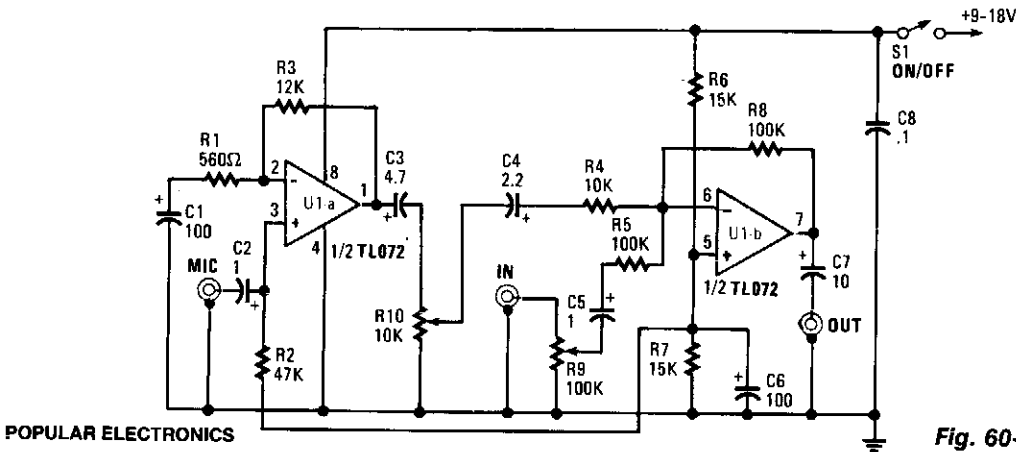 +9-18V
S1
ON/OFF
R3
12K
R6
15K
R8
100K
C8
.1
R1
560Ω
C3
4.7
C4
2.2
R4
10K
2
-
8
1
U1-a
3
+
4
1/2 TL072
+
C1
100
+
+
R5
100K
6
-
7
U1-b
5
+
1/2 TL072
MIC
C2
1
+
IN
C5
1
+
+
C7
10
OUT
R10
10K
R2
47K
R9
100K
R7
15K
+
C6
100
POPULAR ELECTRONICS
Fig. 60-